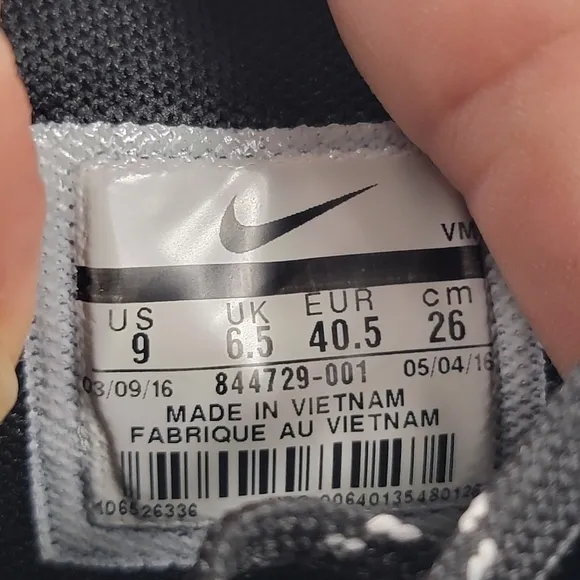 VM
US UK EUR cm
9 6.5 40.5 26
03/09/16 844729-001 05/04/16
MADE IN VIETNAM
FABRIQUE AU VIETNAM